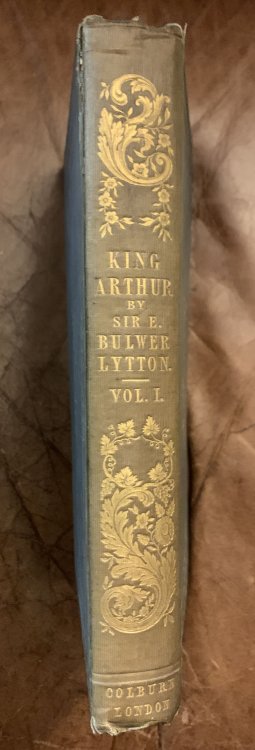 KING
ARTHUR.
BY
SIR E.
BULWER
LYTTON.
VOL. I.
COLBURN
LONDON